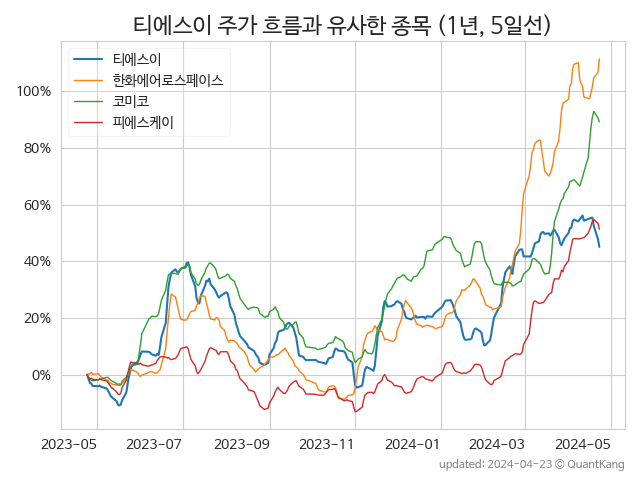 티에스이 주가 흐름과 유사한 종목 (1년, 5일선)
티에스이
한화에어로스페이스
코미코
피에스케이
100%
80%
60%
40%
20%
0%
2023-05 2023-07 2023-09 2023-11 2024-01 2024-03 2024-05
updated: 2024-04-23 © QuantKang